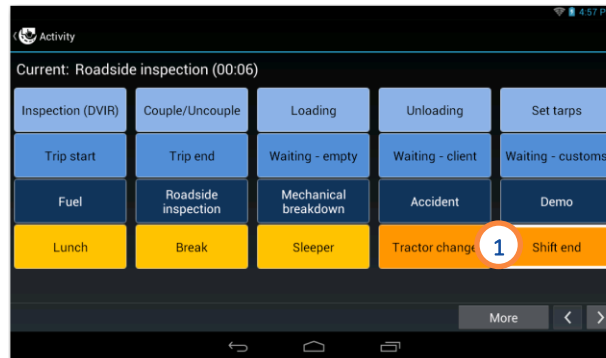 4:57 P
Activity
Current: Roadside inspection (00:06)
Inspection (DVIR) Couple/Uncouple Loading Unloading Set tarps
Trip start Trip end Waiting - empty Waiting - client Waiting - customs
Fuel Roadside inspection Mechanical breakdown Accident Demo
Lunch Break Sleeper Tractor change 1 Shift end
More